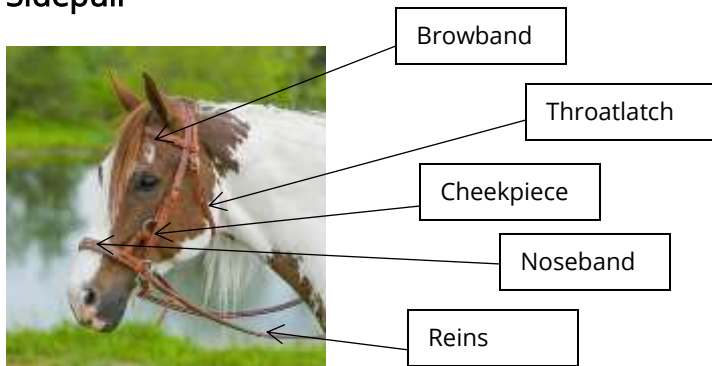 Sidepull
Browband
Throatlatch
Cheekpiece
Noseband
Reins